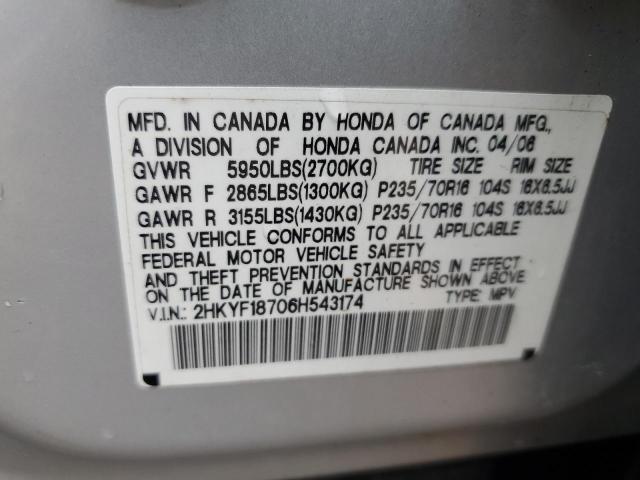 MFD. IN CANADA BY HONDA OF CANADA MFG.,
A DIVISION OF HONDA CANADA INC. 04/06
GVWR 5950LBS(2700KG) TIRE SIZE RIM SIZE
GAWR F 2865LBS(1300KG) P235/70R16 104S 16X6.5JJ
GAWR R 3155LBS(1430KG) P235/70R16 104S 16X6.5JJ
THIS VEHICLE CONFORMS TO ALL APPLICABLE
FEDERAL MOTOR VEHICLE SAFETY
AND THEFT PREVENTION STANDARDS IN EFFECT
ON THE DATE OF MANUFACTURE SHOWN ABOVE
V.I.N.: 2HKYF18706H543174 TYPE: MPV